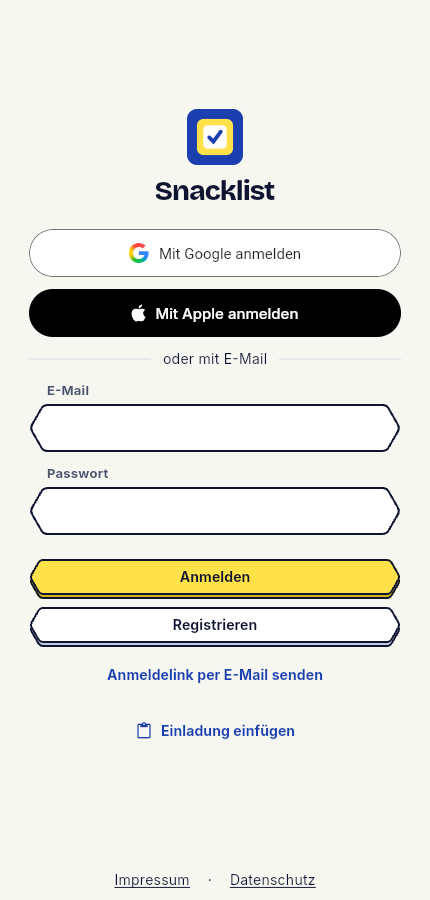 Snacklist
Mit Google anmelden
Mit Apple anmelden
oder mit E-Mail
E-Mail
Passwort
Anmelden
Registrieren
Anmeldelink per E-Mail senden
Einladung einfügen
Impressum · Datenschutz